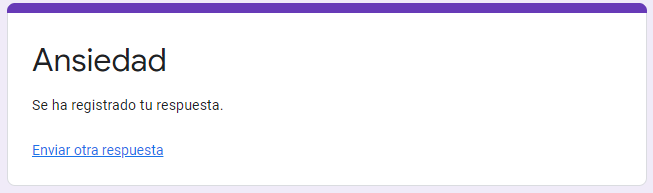 Ansiedad
Se ha registrado tu respuesta.
Enviar otra respuesta